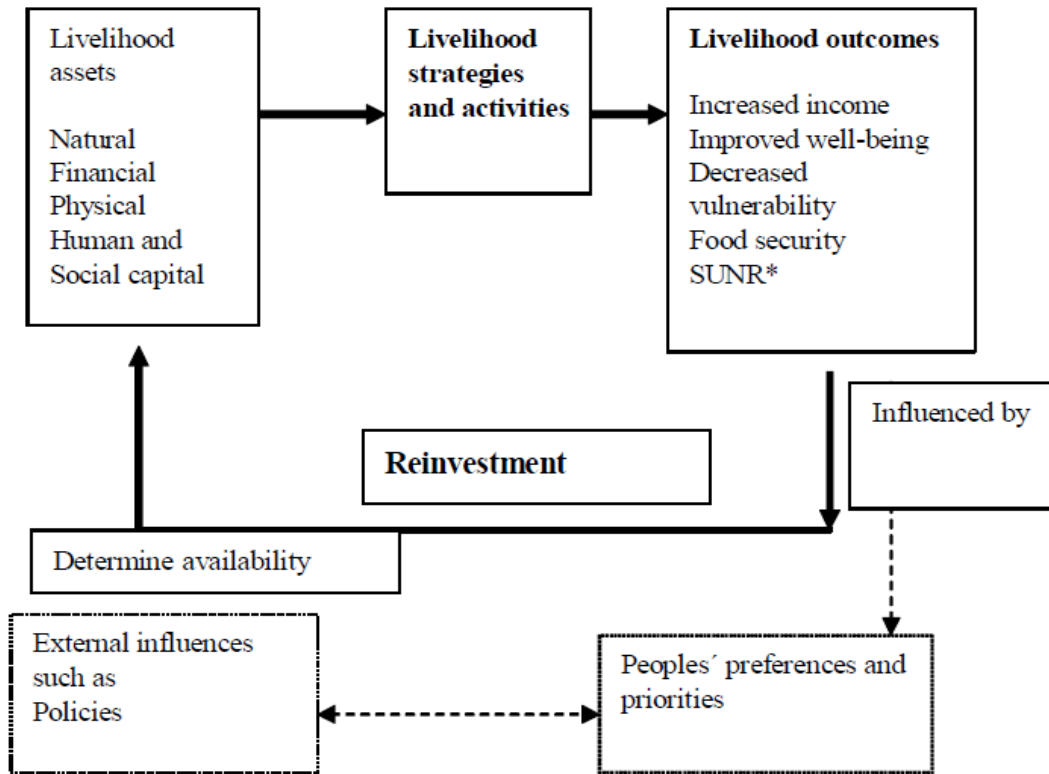 Livelihood
assets
Natural
Financial
Physical
Human and
Social capital
Livelihood
strategies
and activities
Livelihood outcomes
Increased income
Improved well-being
Decreased
vulnerability
Food security
SUNR*
Influenced by
Reinvestment
Determine availability
External influences
such as
Policies
Peoples´ preferences and
priorities